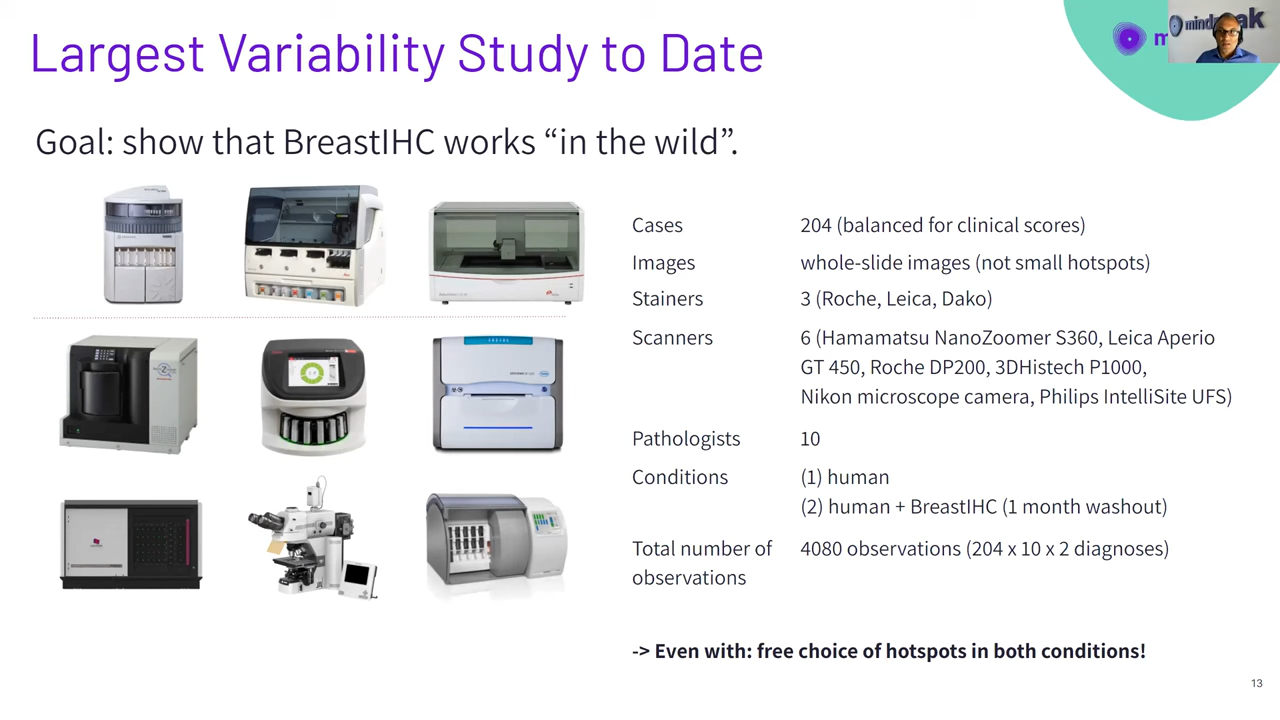 Largest Variability Study to Date
Goal: show that BreastIHC works “in the wild”.
Cases 204 (balanced for clinical scores)
Images whole-slide images (not small hotspots)
Stainers 3 (Roche, Leica, Dako)
Scanners 6 (Hamamatsu NanoZoomer S360, Leica Aperio
GT 450, Roche DP200, 3DHistech P1000,
Nikon microscope camera, Philips IntelliSite UFS)
Pathologists 10
Conditions (1) human
(2) human + BreastIHC (1 month washout)
Total number of 4080 observations (204 x 10 x 2 diagnoses)
observations
-> Even with: free choice of hotspots in both conditions!
13